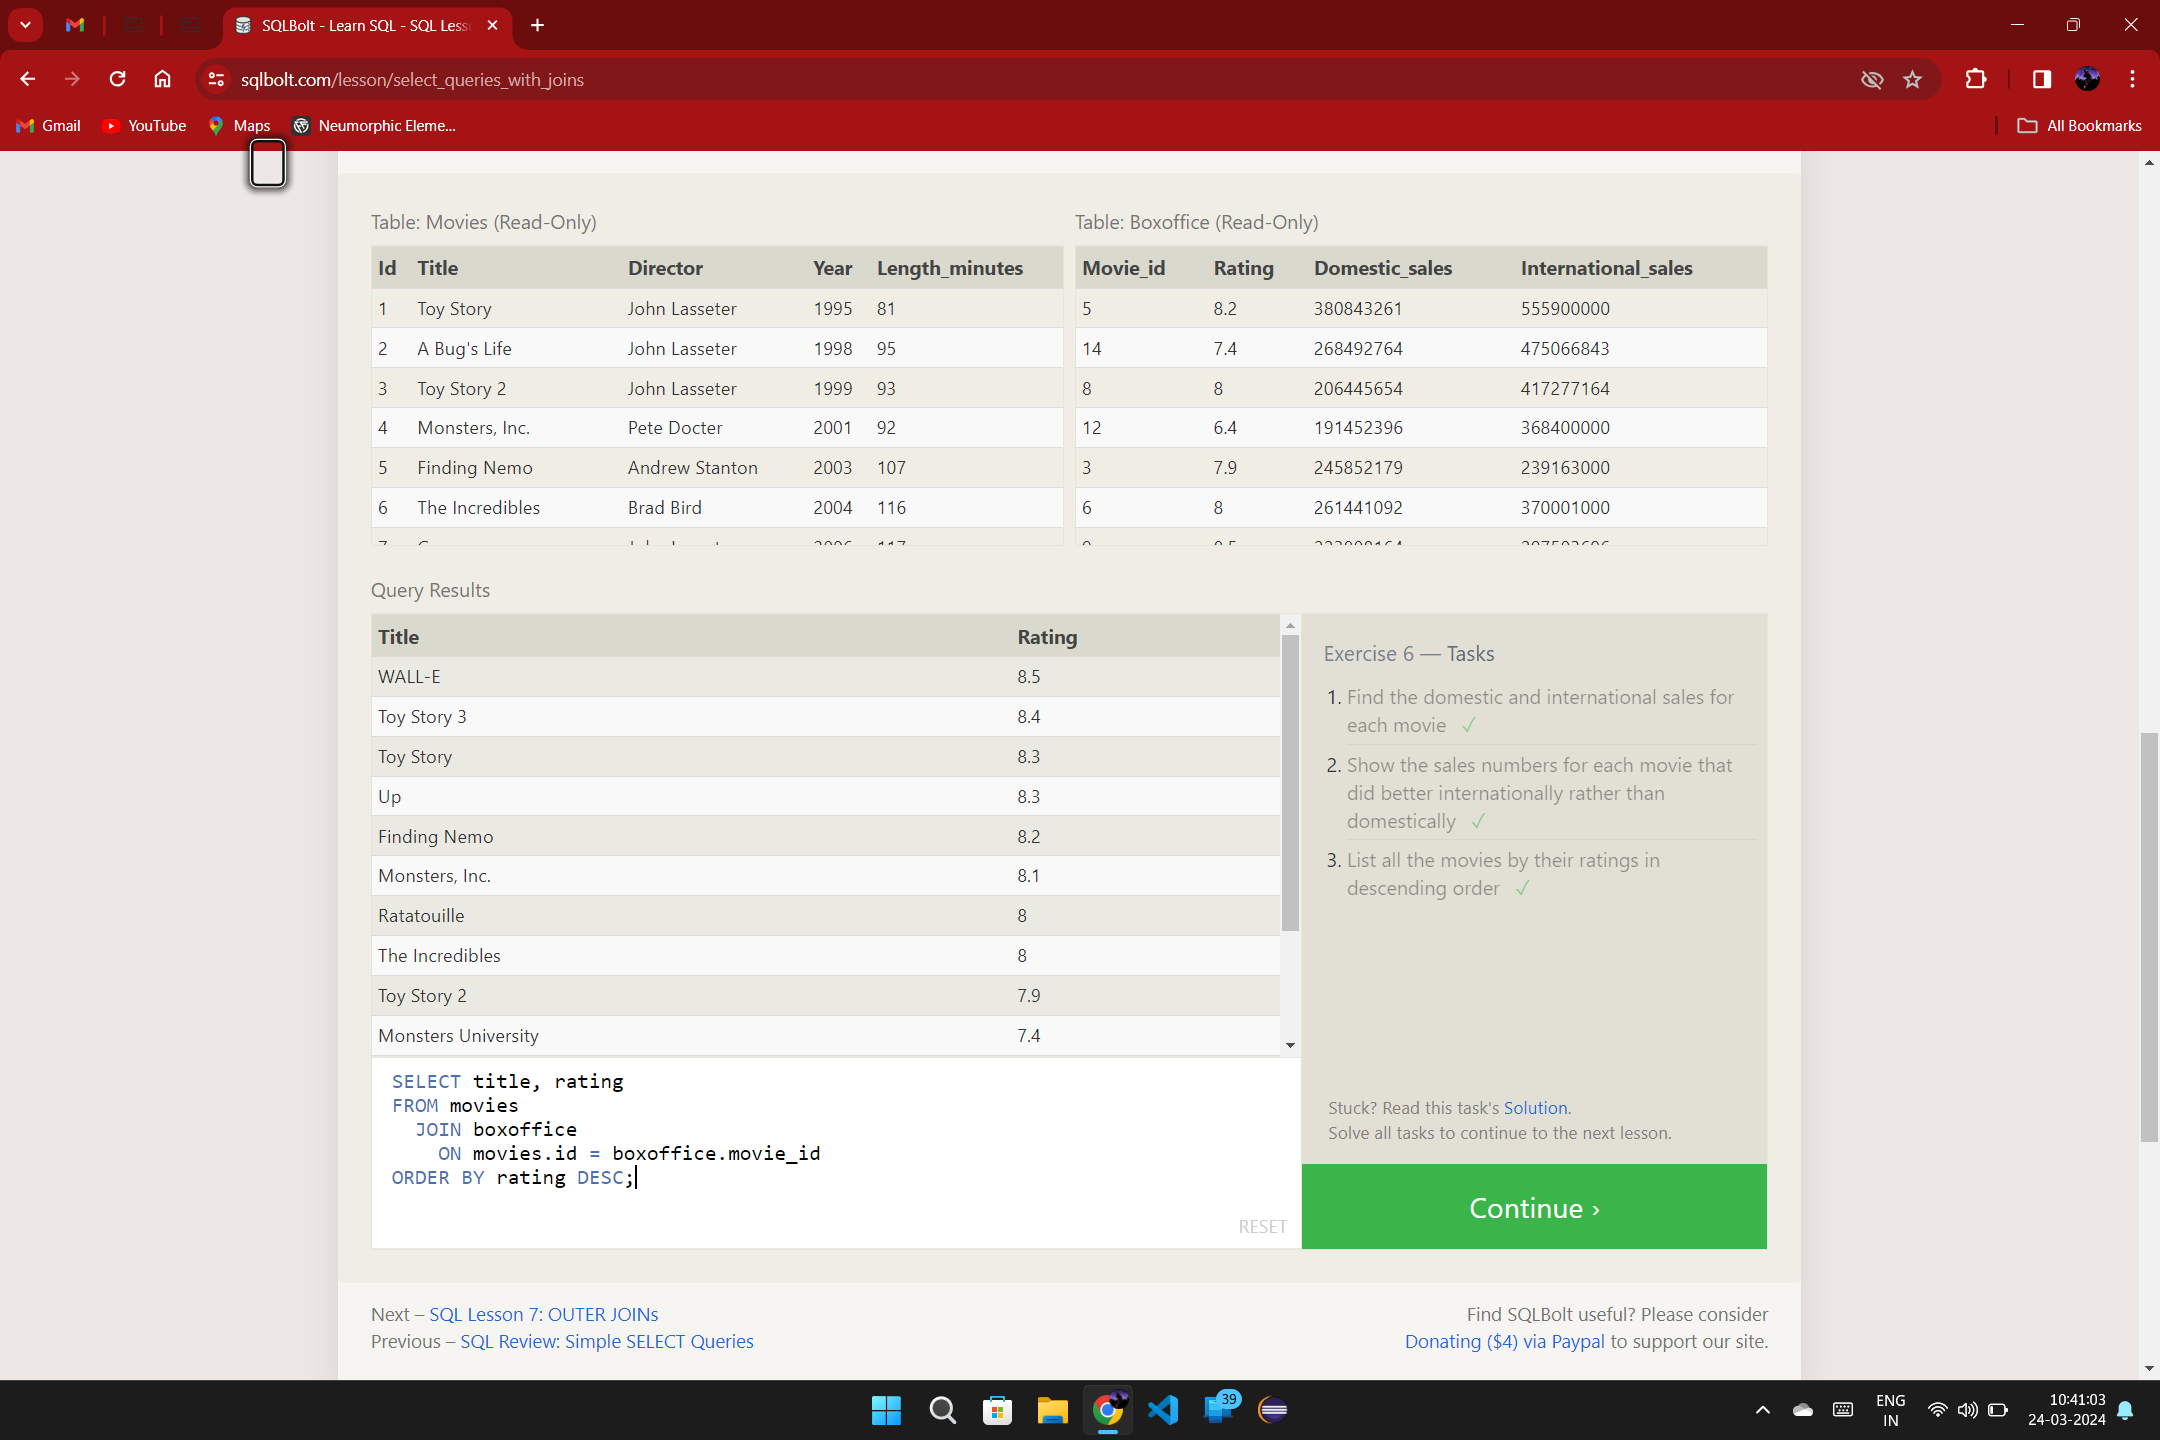 SQLBolt - Learn SQL - SQL Less
sqlbolt.com/lesson/select_queries_with_joins
Gmail YouTube Maps Neumorphic Eleme... All Bookmarks
Table: Movies (Read-Only)
Id Title Director Year Length_minutes
1 Toy Story John Lasseter 1995 81
2 A Bug's Life John Lasseter 1998 95
3 Toy Story 2 John Lasseter 1999 93
4 Monsters, Inc. Pete Docter 2001 92
5 Finding Nemo Andrew Stanton 2003 107
6 The Incredibles Brad Bird 2004 116
Table: Boxoffice (Read-Only)
Movie_id Rating Domestic_sales International_sales
5 8.2 380843261 555900000
14 7.4 268492764 475066843
8 8 206445654 417277164
12 6.4 191452396 368400000
3 7.9 245852179 239163000
6 8 261441092 370001000
Query Results
Title Rating
WALL-E 8.5
Toy Story 3 8.4
Toy Story 8.3
Up 8.3
Finding Nemo 8.2
Monsters, Inc. 8.1
Ratatouille 8
The Incredibles 8
Toy Story 2 7.9
Monsters University 7.4
SELECT title, rating
FROM movies
JOIN boxoffice
ON movies.id = boxoffice.movie_id
ORDER BY rating DESC;
RESET
Exercise 6 — Tasks
1. Find the domestic and international sales for
each movie ✓
2. Show the sales numbers for each movie that
did better internationally rather than
domestically ✓
3. List all the movies by their ratings in
descending order ✓
Stuck? Read this task's Solution.
Solve all tasks to continue to the next lesson.
Continue ›
Next – SQL Lesson 7: OUTER JOINs
Previous – SQL Review: Simple SELECT Queries
Find SQLBolt useful? Please consider
Donating ($4) via Paypal to support our site.
39
ENG
IN
10:41:03
24-03-2024